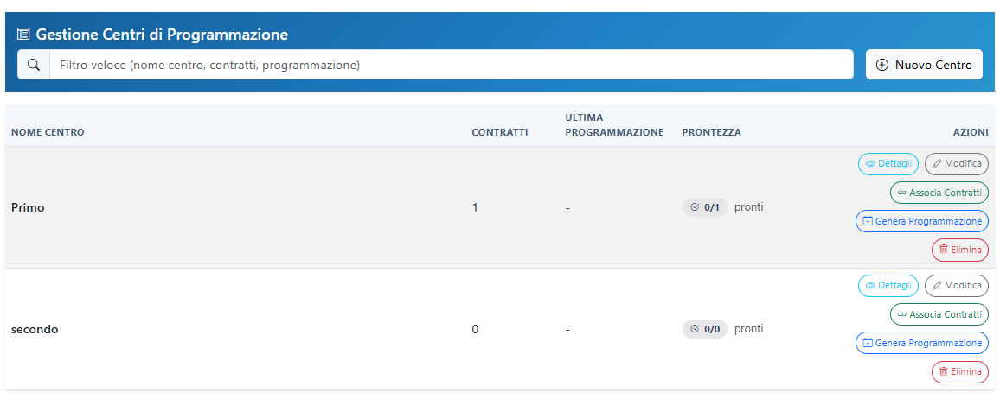 Gestione Centri di Programmazione
Filtro veloce (nome centro, contratti, programmazione)
Nuovo Centro
NOME CENTRO
CONTRATTI
ULTIMA
PROGRAMMAZIONE
PRONTEZZA
AZIONI
Primo
1
-
0/1 pronti
Dettagli
Modifica
Associa Contratti
Genera Programmazione
Elimina
secondo
0
-
0/0 pronti
Dettagli
Modifica
Associa Contratti
Genera Programmazione
Elimina